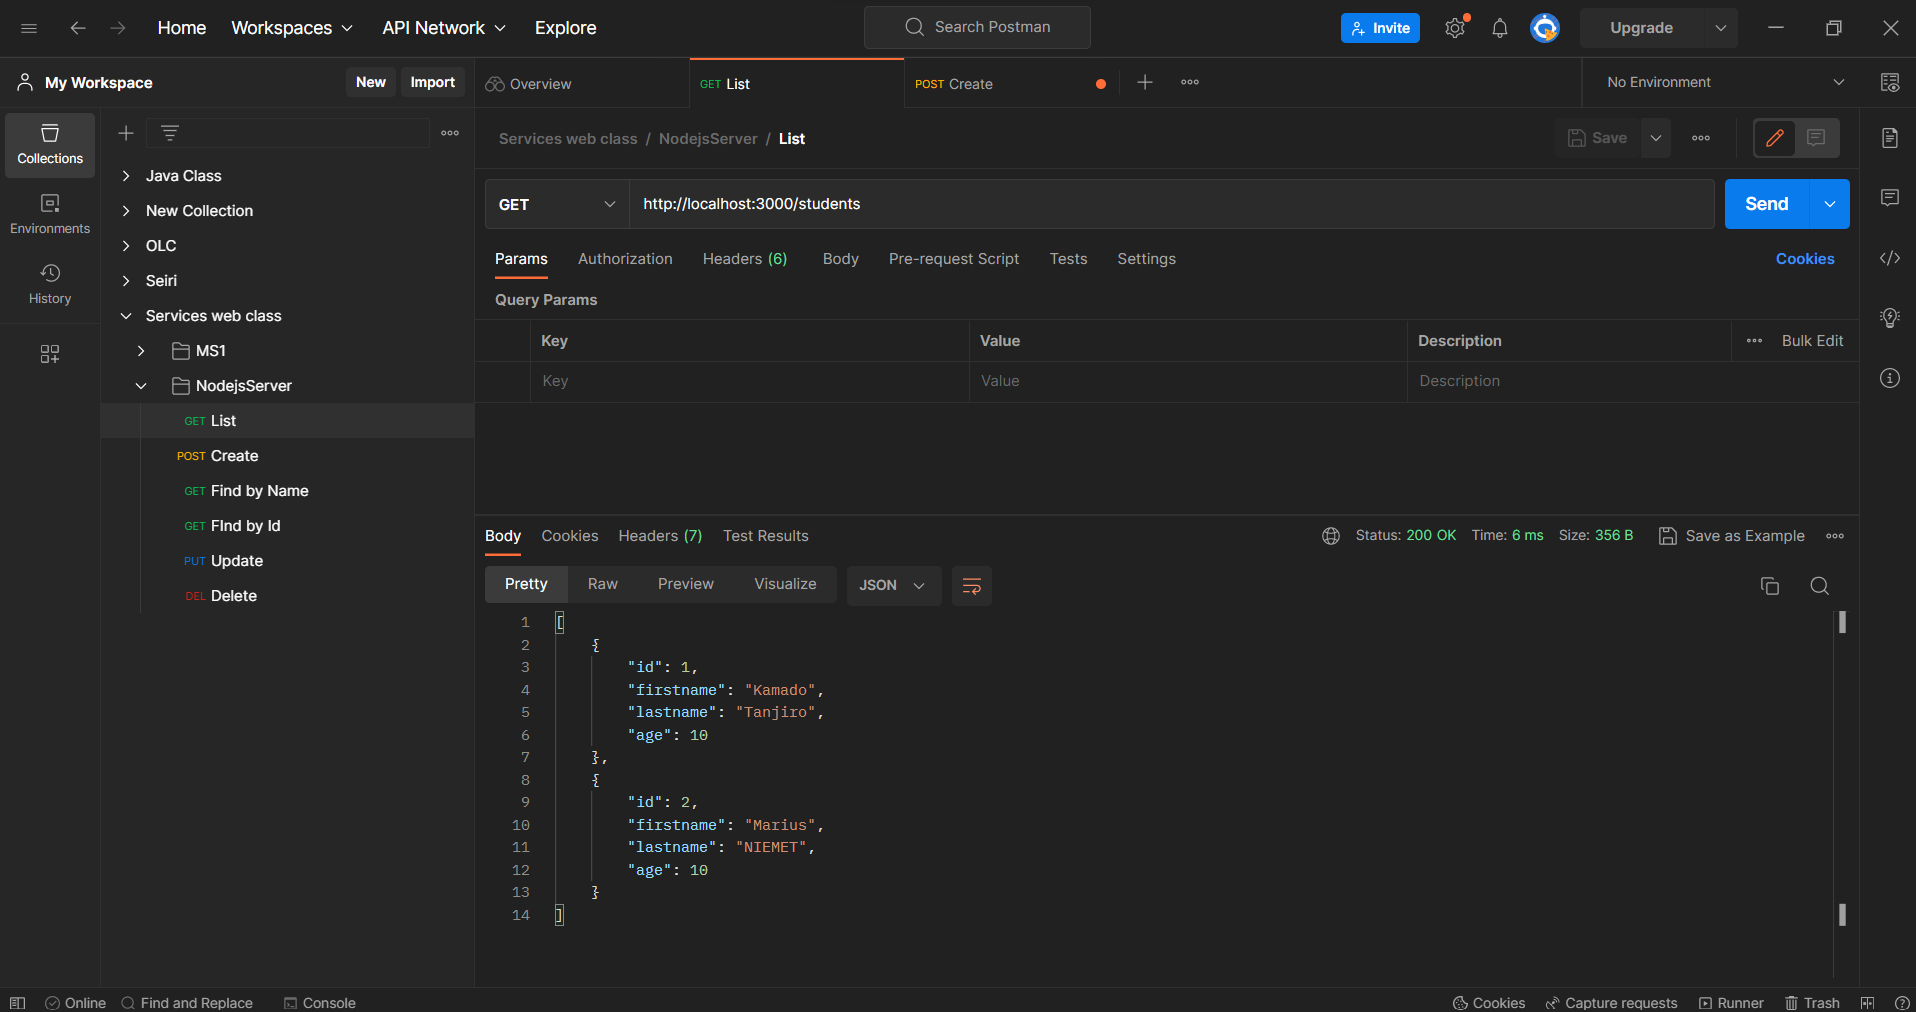 Home Workspaces API Network Explore Search Postman Invite Upgrade
My Workspace New Import Overview GET List POST Create No Environment
Collections
Environments
History
Java Class
New Collection
OLC
Seiri
Services web class
MS1
NodejsServer
GET List
POST Create
GET Find by Name
GET FInd by Id
PUT Update
DEL Delete
Services web class / NodejsServer / List Save
GET http://localhost:3000/students Send
Params Authorization Headers (6) Body Pre-request Script Tests Settings Cookies
Query Params
Key Value Description Bulk Edit
Key Value Description
Body Cookies Headers (7) Test Results Status: 200 OK Time: 6 ms Size: 356 B Save as Example
Pretty Raw Preview Visualize JSON
1 [
2 {
3 "id": 1,
4 "firstname": "Kamado",
5 "lastname": "Tanjiro",
6 "age": 10
7 },
8 {
9 "id": 2,
10 "firstname": "Marius",
11 "lastname": "NIEMET",
12 "age": 10
13 }
14 ]
Online Find and Replace Console Cookies Capture requests Runner Trash